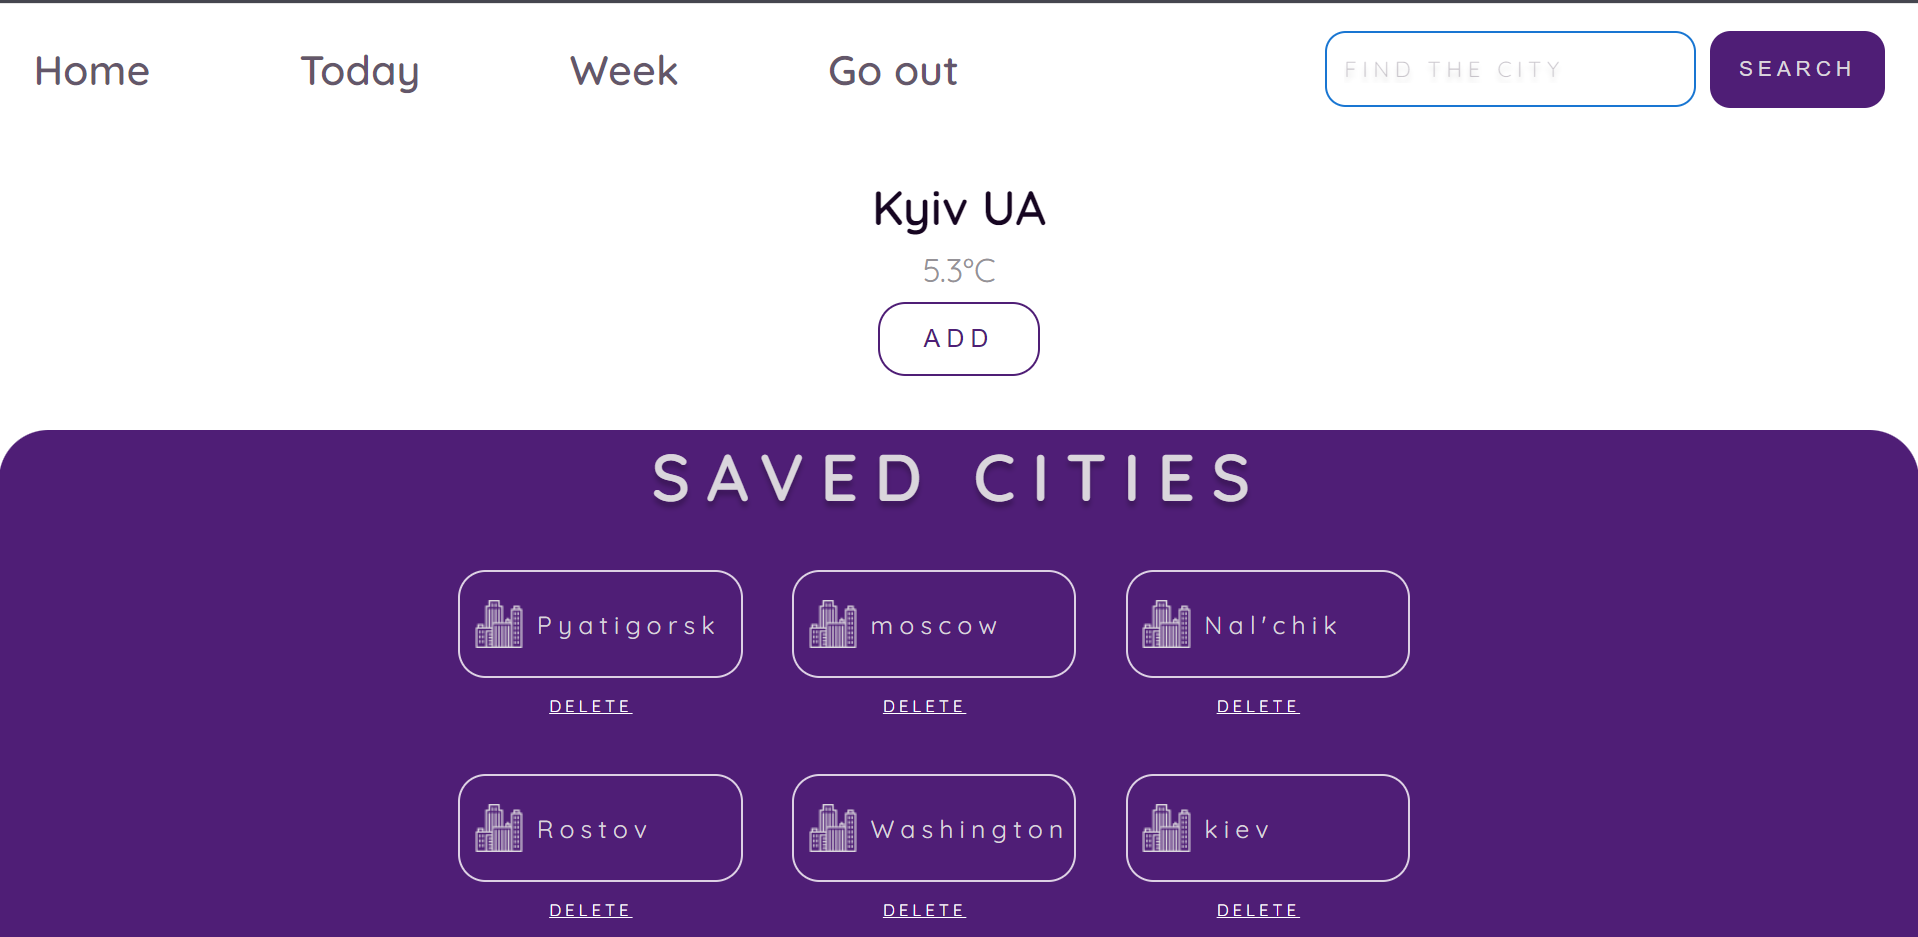 Home Today Week Go out FIND THE CITY SEARCH
Kyiv UA
5.3°C
ADD
SAVED CITIES
Pyatigorsk moscow Nal'chik
DELETE DELETE DELETE
Rostov Washington kiev
DELETE DELETE DELETE